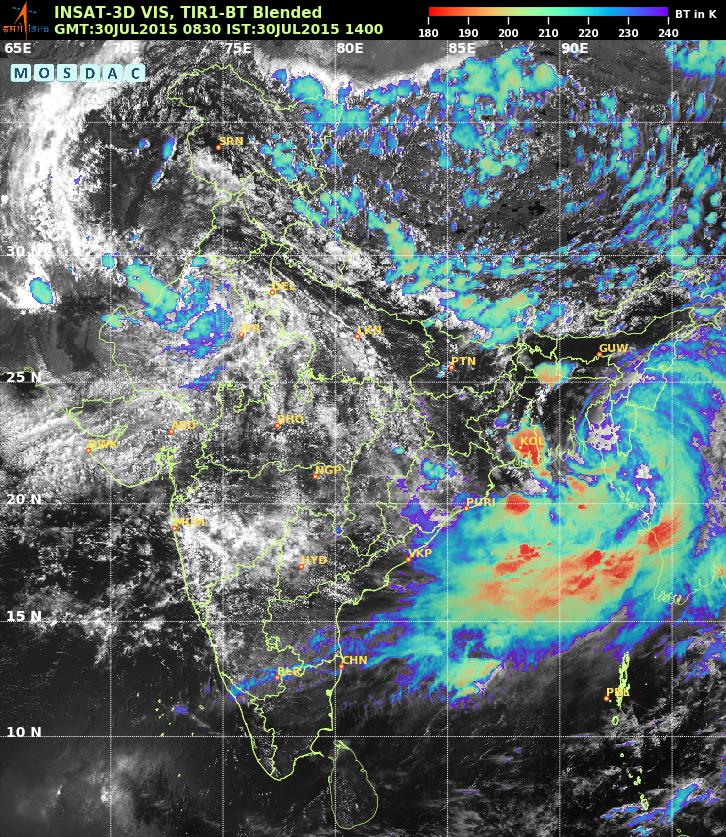 INSAT-3D VIS, TIR1-BT Blended
GMT:30JUL2015 0830 IST:30JUL2015 1400
BT in K
180 190 200 210 220 230 240
65E 70E 75E 80E 85E 90E
MOSDAC
SRN
30 N
DEL
JPR
LKN
GUW
PTN
25 N
BHO
ABD
DWK
KOL
NGP
20 N
PURI
MUM
VKP
HYD
15 N
CHN
BLR
PBL
10 N